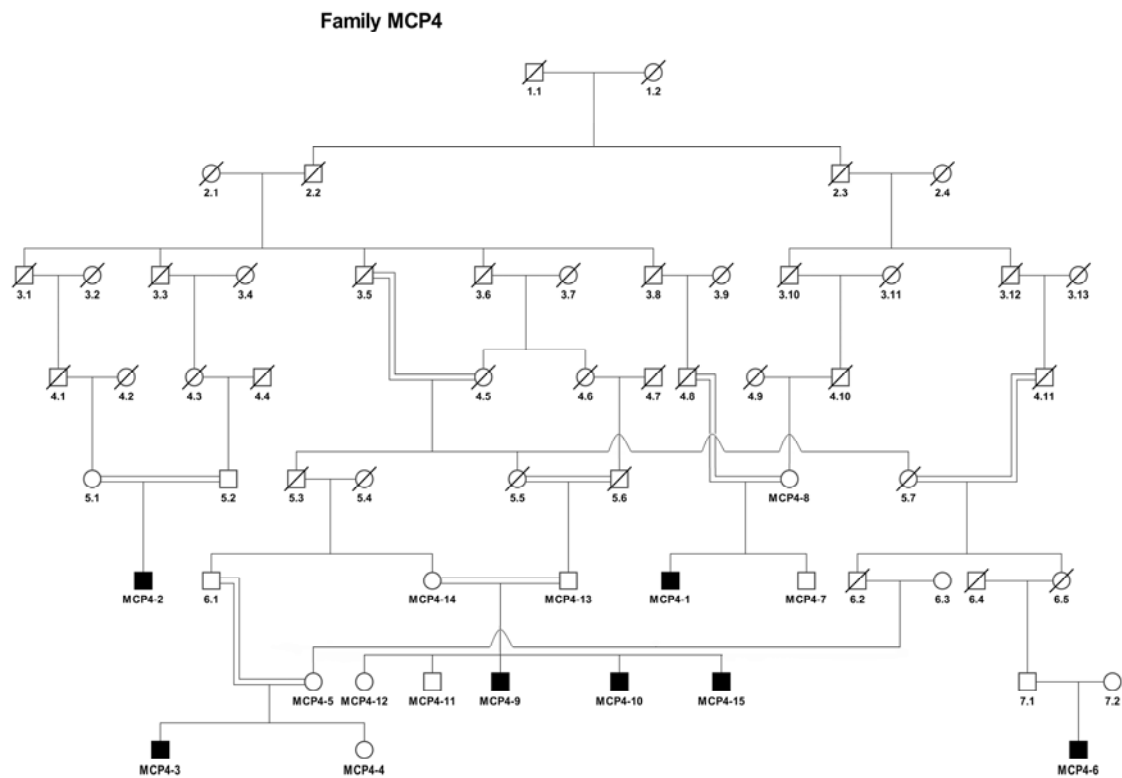 Family MCP4
1.1 1.2
2.1 2.2 2.3 2.4
3.1 3.2 3.3 3.4 3.5 3.6 3.7 3.8 3.9 3.10 3.11 3.12 3.13
4.1 4.2 4.3 4.4 4.5 4.6 4.7 4.8 4.9 4.10 4.11
5.1 5.2 5.3 5.4 5.5 5.6 MCP4-8 5.7
MCP4-2 6.1 MCP4-14 MCP4-13 MCP4-1 MCP4-7 6.2 6.3 6.4 6.5
MCP4-5 MCP4-12 MCP4-11 MCP4-9 MCP4-10 MCP4-15 7.1 7.2
MCP4-3 MCP4-4 MCP4-6